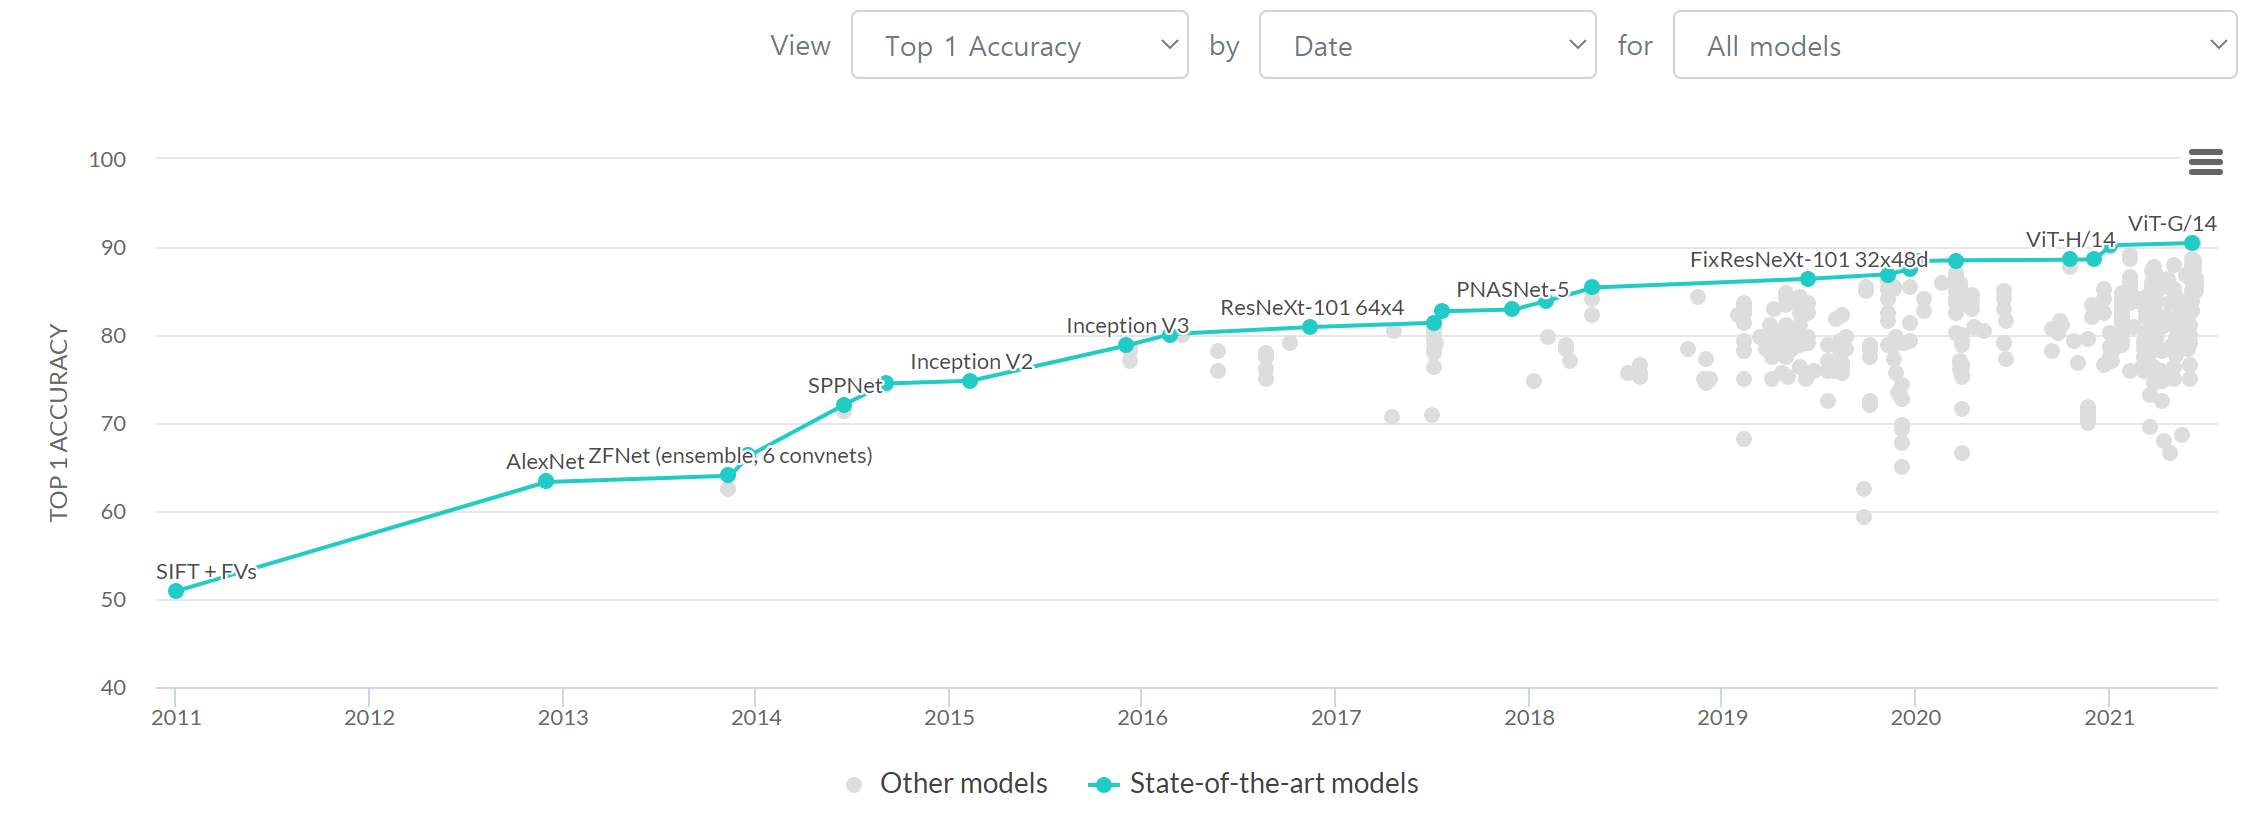 View Top 1 Accuracy by Date for All models
100
90
80
70
60
50
40
TOP 1 ACCURACY
SIFT + FVs
AlexNet
ZFNet (ensemble, 6 convnets)
SPPNet
Inception V2
Inception V3
ResNeXt-101 64x4
PNASNet-5
FixResNeXt-101 32x48d
ViT-H/14
ViT-G/14
2011 2012 2013 2014 2015 2016 2017 2018 2019 2020 2021
Other models State-of-the-art models